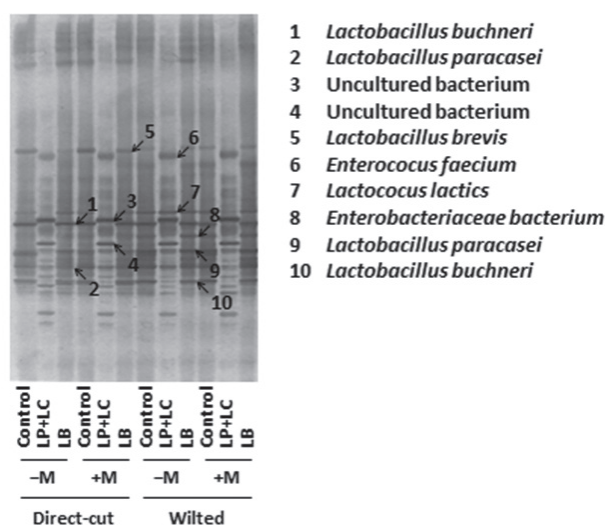 1 Lactobacillus buchneri
2 Lactobacillus paracasei
3 Uncultured bacterium
4 Uncultured bacterium
5 Lactobacillus brevis
6 Enterococus faecium
7 Lactococus lactics
8 Enterobacteriaceae bacterium
9 Lactobacillus paracasei
10 Lactobacillus buchneri
5
6
7
1
3
8
4
9
2
10
Control LP+LC LB Control LP+LC LB Control LP+LC LB Control LP+LC LB
–M +M –M +M
Direct-cut Wilted